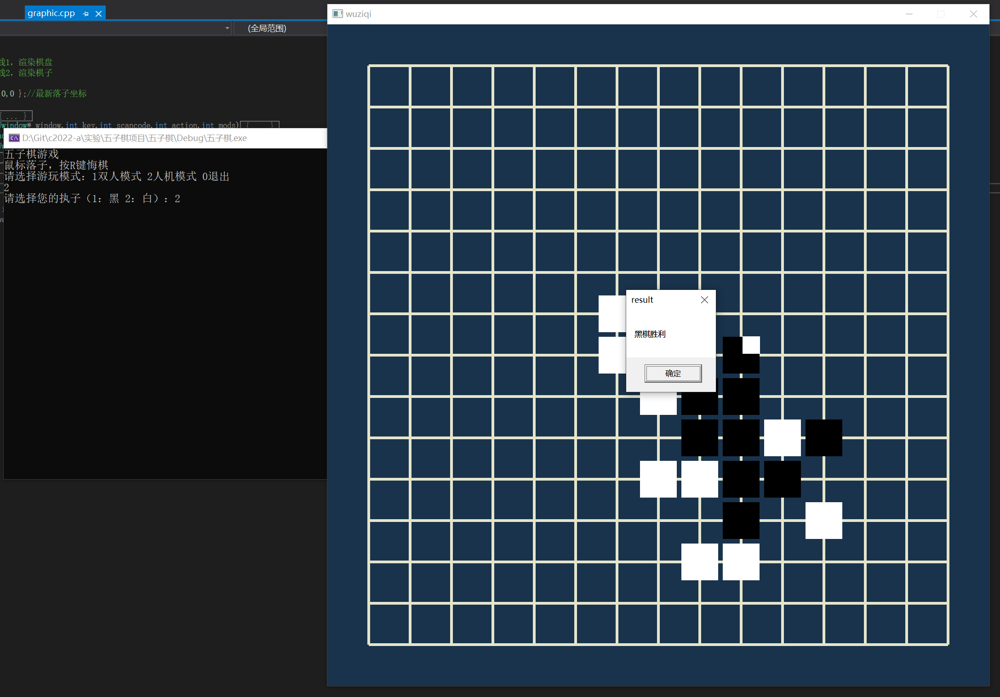 graphic.cpp
(全局范围)
线1，渲染棋盘
线2，渲染棋子
0,0 };//最新落子坐标
{ ... }
window* window,int key,int scancode,int action,int mods){ ... }
D:\Git\c2022-a\实验\五子棋项目\五子棋\Debug\五子棋.exe
五子棋游戏
鼠标落子，按R键悔棋
请选择游玩模式：1双人模式 2人机模式 0退出
2
请选择您的执子（1：黑 2：白）：2
wuziqi
result
黑棋胜利
确定